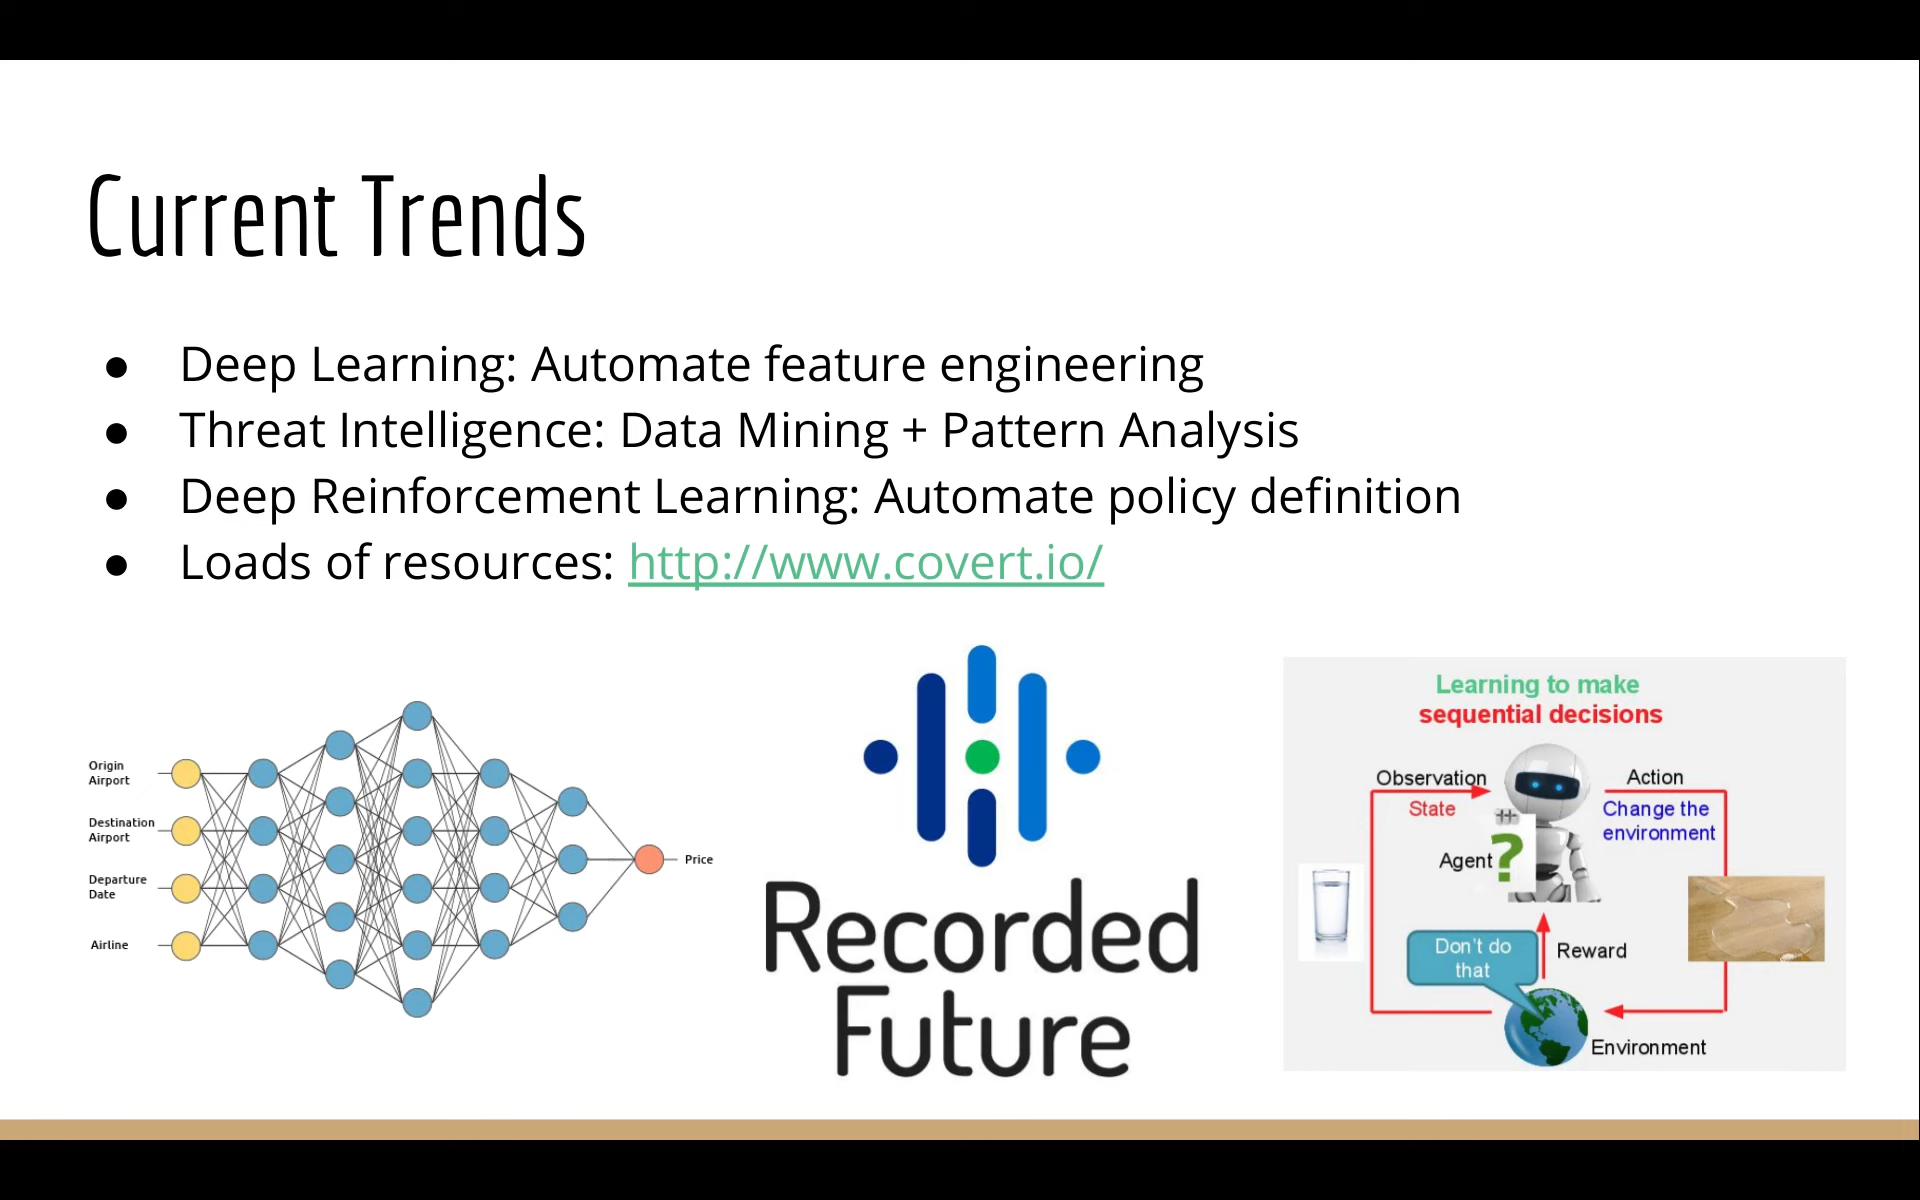 Current Trends
Deep Learning: Automate feature engineering
Threat Intelligence: Data Mining + Pattern Analysis
Deep Reinforcement Learning: Automate policy definition
Loads of resources: http://www.covert.io/
Origin
Airport
Destination
Airport
Departure
Date
Airline
Price
Recorded
Future
Learning to make
sequential decisions
Observation
State
Action
Change the
environment
Agent
?
Don't do
that
Reward
Environment